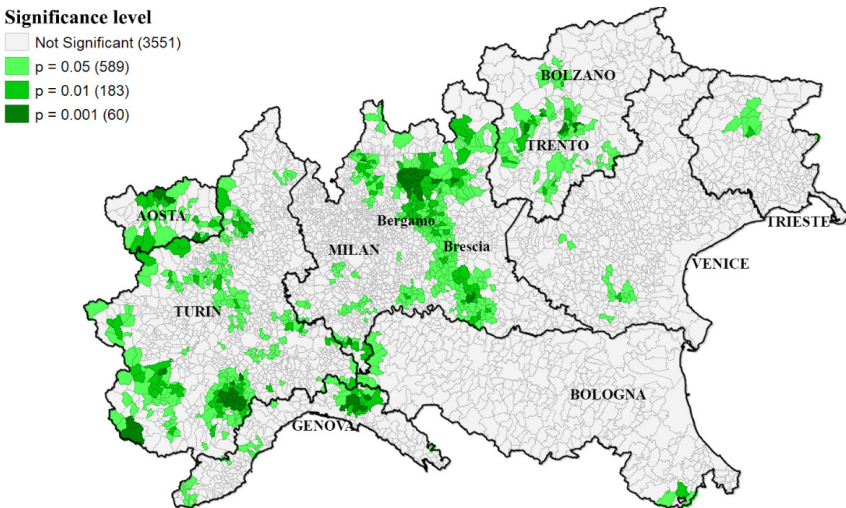 Significance level
Not Significant (3551)
p = 0.05 (589)
p = 0.01 (183)
p = 0.001 (60)
BOLZANO
TRENTO
AOSTA
Bergamo
TRIESTE
Brescia
MILAN
VENICE
TURIN
BOLOGNA
GENOVA